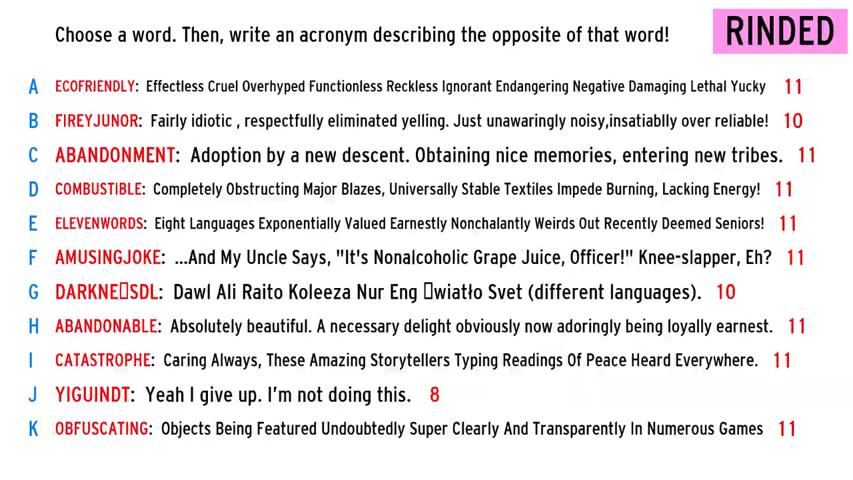 Choose a word. Then, write an acronym describing the opposite of that word!
RINDED
A ECOFRIENDLY: Effectless Cruel Overhyped Functionless Reckless Ignorant Endangering Negative Damaging Lethal Yucky 11
B FIREYJUNOR: Fairly idiotic , respectfully eliminated yelling. Just unawaringly noisy,insatiablly over reliable! 10
C ABANDONMENT: Adoption by a new descent. Obtaining nice memories, entering new tribes. 11
D COMBUSTIBLE: Completely Obstructing Major Blazes, Universally Stable Textiles Impede Burning, Lacking Energy! 11
E ELEVENWORDS: Eight Languages Exponentially Valued Earnestly Nonchalantly Weirds Out Recently Deemed Seniors! 11
F AMUSINGJOKE: ...And My Uncle Says, "It's Nonalcoholic Grape Juice, Officer!" Knee-slapper, Eh? 11
G DARKNE▯SDL: Dawl Ali Raito Koleeza Nur Eng ▯wiatło Svet (different languages). 10
H ABANDONABLE: Absolutely beautiful. A necessary delight obviously now adoringly being loyally earnest. 11
I CATASTROPHE: Caring Always, These Amazing Storytellers Typing Readings Of Peace Heard Everywhere. 11
J YIGUINDT: Yeah I give up. I'm not doing this. 8
K OBFUSCATING: Objects Being Featured Undoubtedly Super Clearly And Transparently In Numerous Games 11